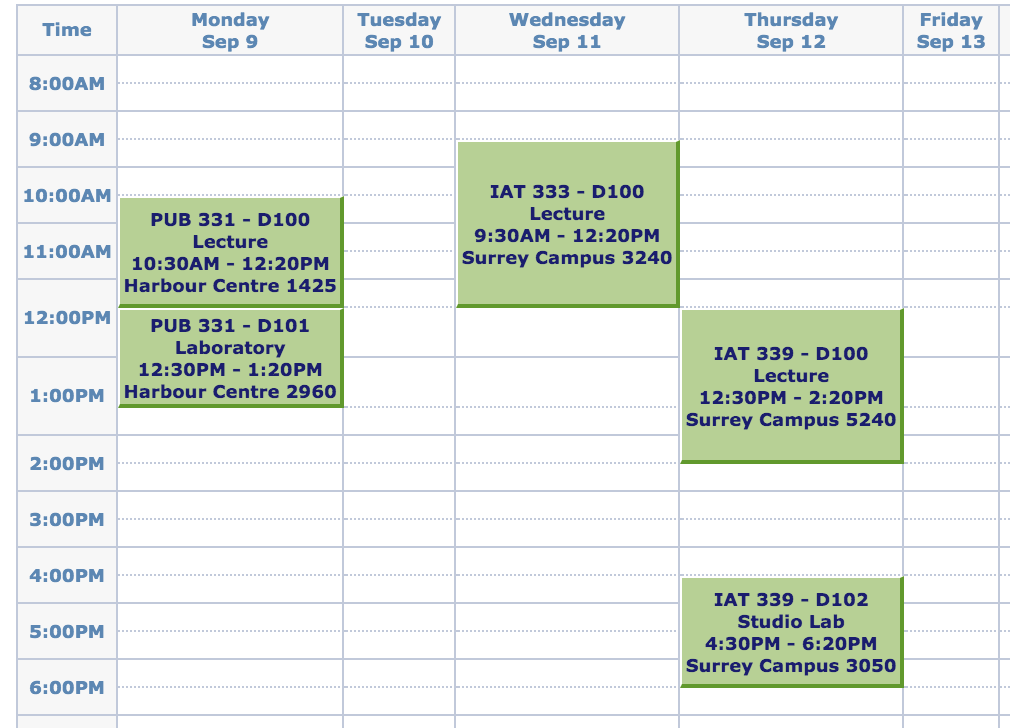 Time
Monday
Sep 9
Tuesday
Sep 10
Wednesday
Sep 11
Thursday
Sep 12
Friday
Sep 13
8:00AM
9:00AM
10:00AM
11:00AM
12:00PM
1:00PM
2:00PM
3:00PM
4:00PM
5:00PM
6:00PM
PUB 331 - D100
Lecture
10:30AM - 12:20PM
Harbour Centre 1425
PUB 331 - D101
Laboratory
12:30PM - 1:20PM
Harbour Centre 2960
IAT 333 - D100
Lecture
9:30AM - 12:20PM
Surrey Campus 3240
IAT 339 - D100
Lecture
12:30PM - 2:20PM
Surrey Campus 5240
IAT 339 - D102
Studio Lab
4:30PM - 6:20PM
Surrey Campus 3050